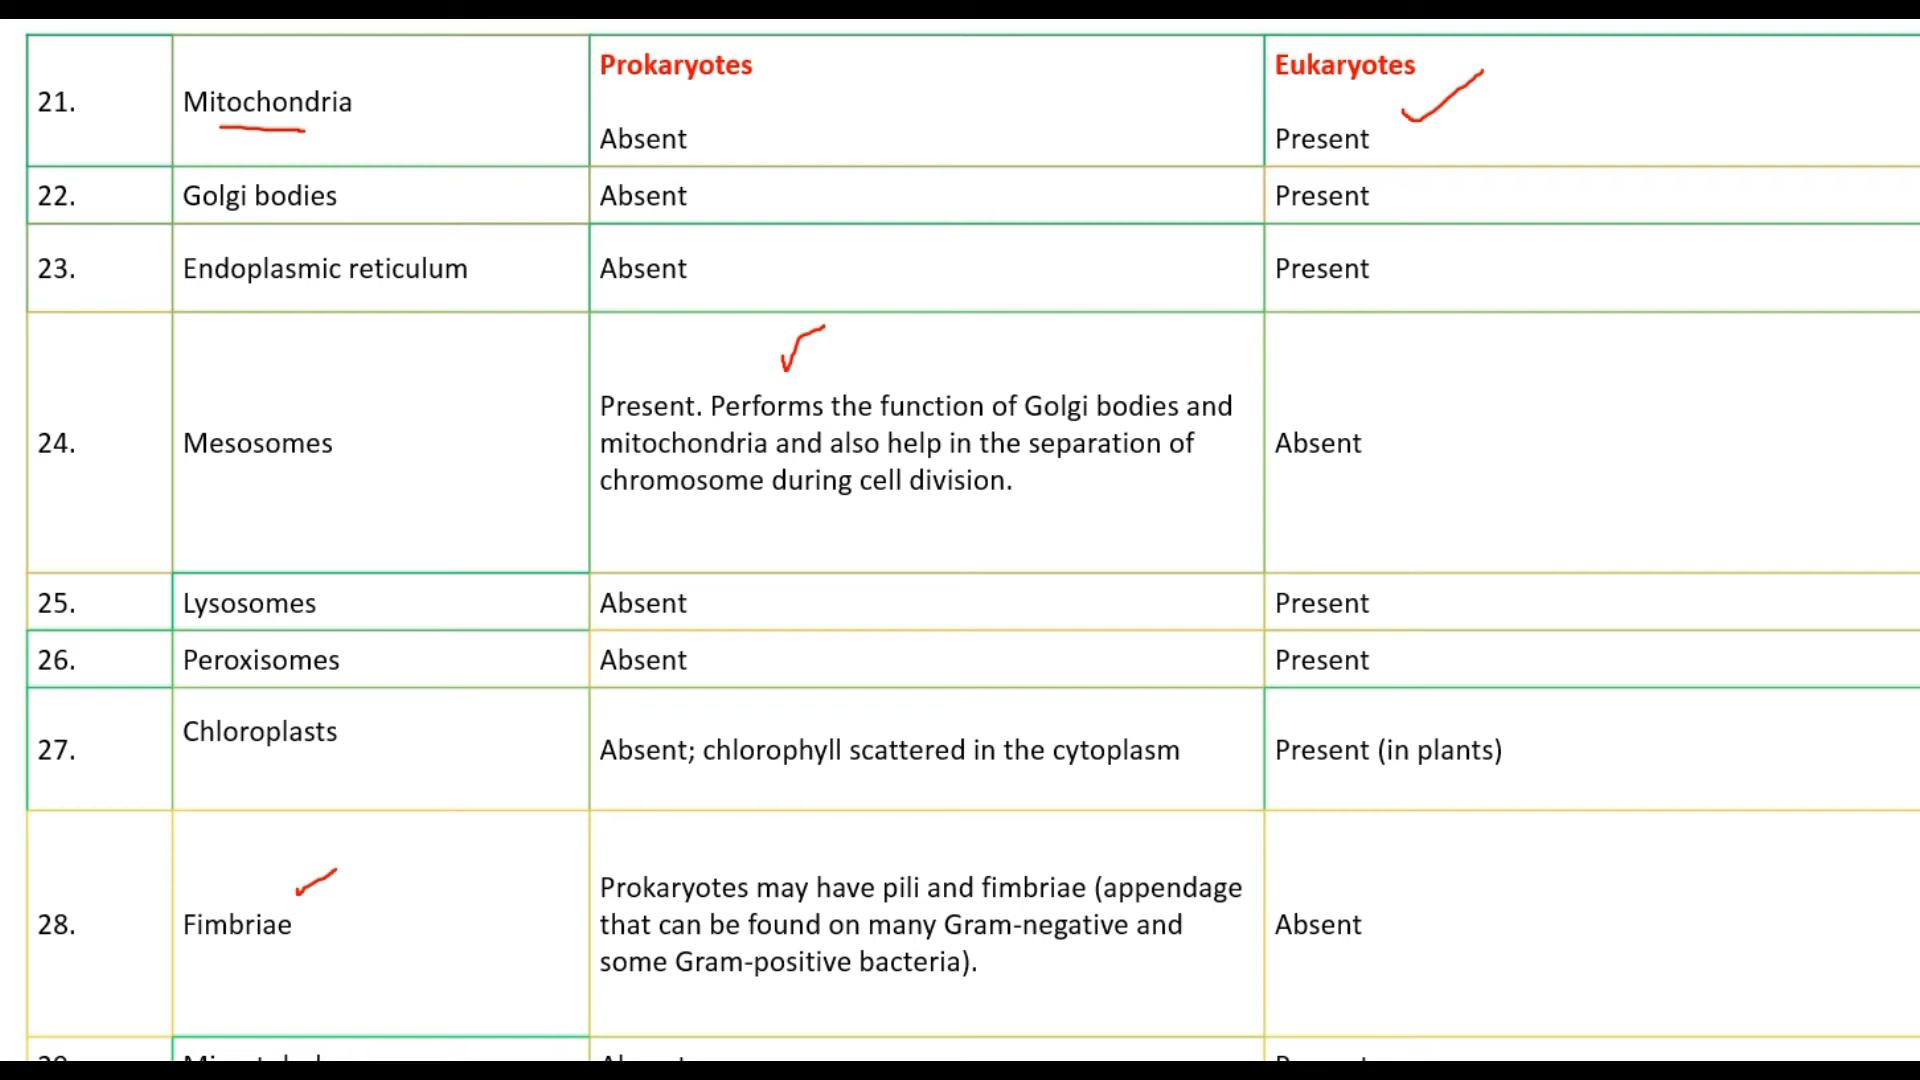 Prokaryotes
Eukaryotes
21.
Mitochondria
Absent
Present
22.
Golgi bodies
Absent
Present
23.
Endoplasmic reticulum
Absent
Present
24.
Mesosomes
Present. Performs the function of Golgi bodies and
mitochondria and also help in the separation of
chromosome during cell division.
Absent
25.
Lysosomes
Absent
Present
26.
Peroxisomes
Absent
Present
27.
Chloroplasts
Absent; chlorophyll scattered in the cytoplasm
Present (in plants)
28.
Fimbriae
Prokaryotes may have pili and fimbriae (appendage
that can be found on many Gram-negative and
some Gram-positive bacteria).
Absent